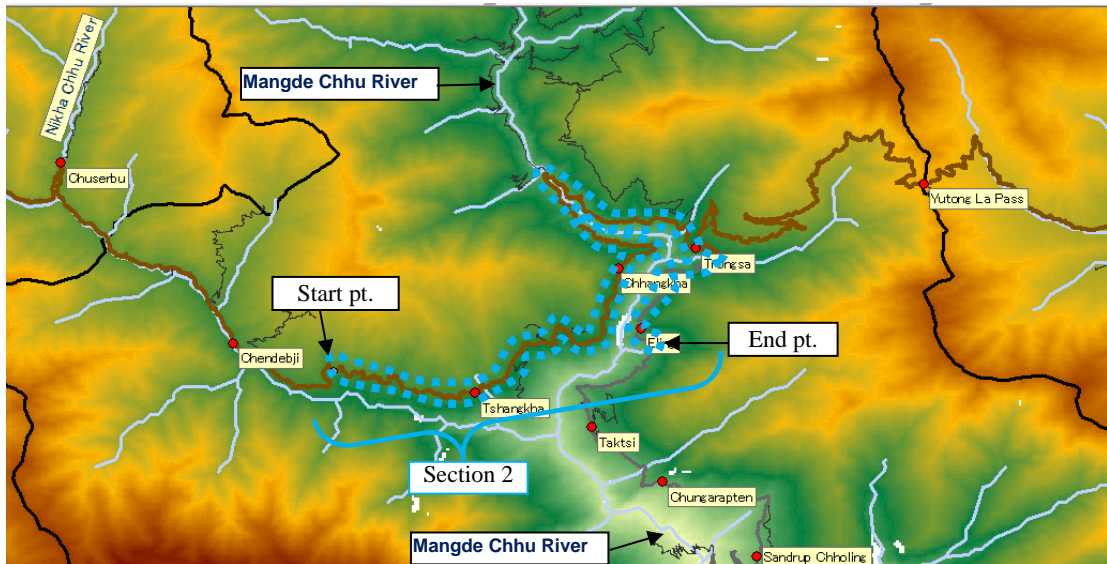 Mangde Chhu River
Nikha Chhu River
Chuserbu
Yutong La Pass
Trongsa
Chhangkha
Start pt.
End pt.
Chendebji
Tshangkha
Taktsi
Section 2
Chungarapten
Mangde Chhu River
Sandrup Chholing